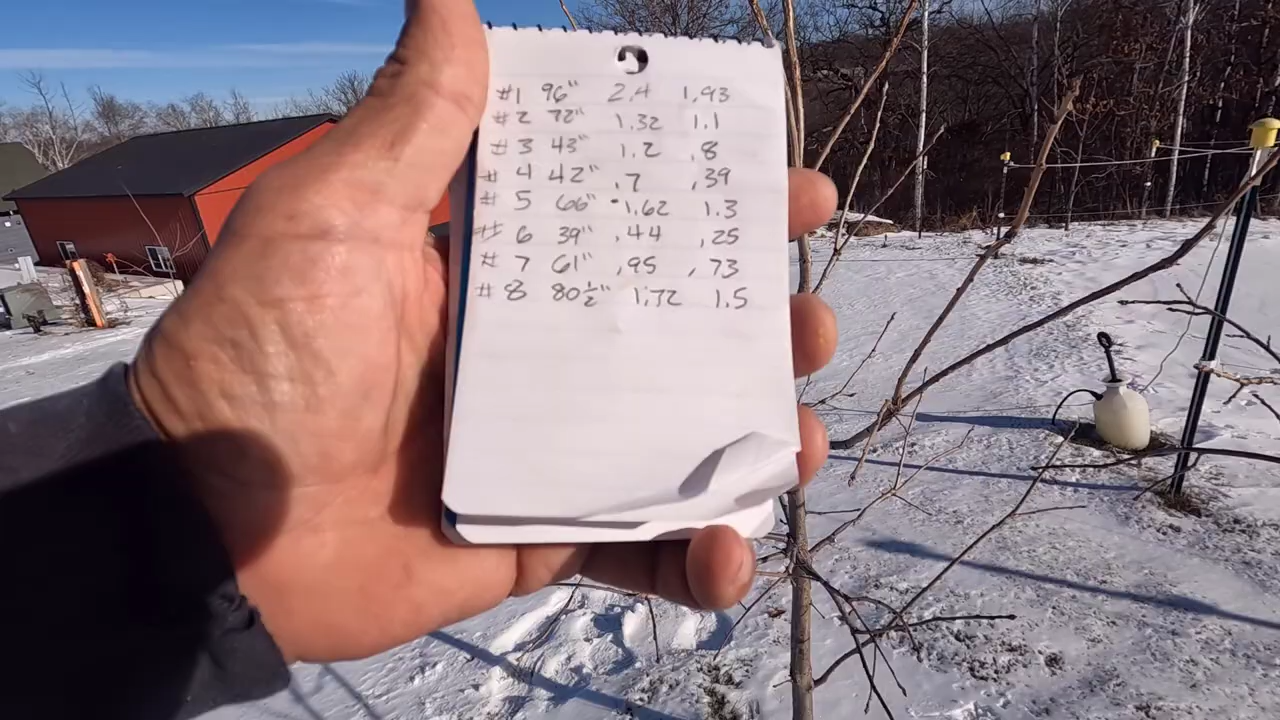 #1 96" 2.4 1.93
#2 72" 1.32 1.1
#3 43" 1.2 .8
#4 42" .7 .39
#5 66" 1.62 1.3
#6 39" .44 .25
#7 61" .95 .73
#8 80½" 1.72 1.5